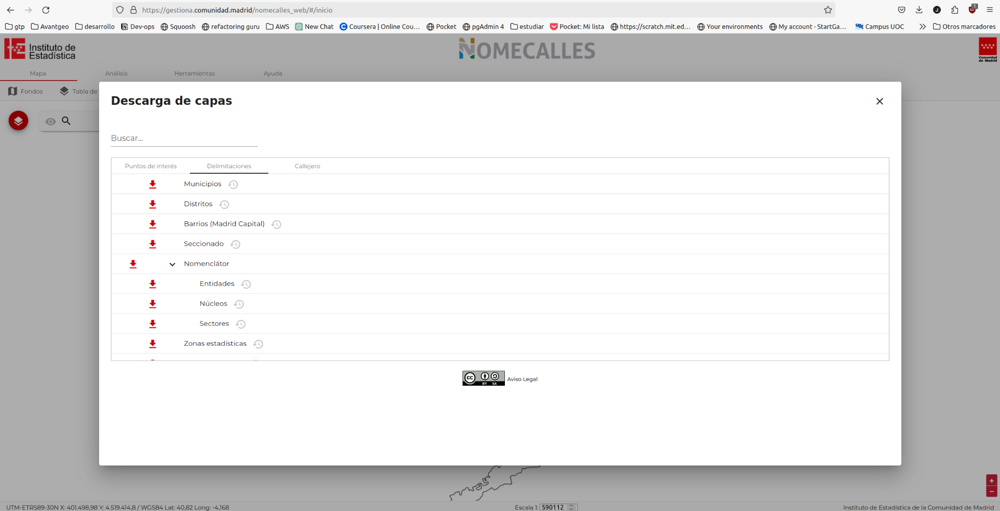 https://gestiona.comunidad.madrid/nomecalles_web/#/inicio
1
gtp Avantgeo desarrollo Dev-ops Squoosh refactoring guru AWS New Chat Coursera | Online Cou... Pocket pgAdmin 4 estudiar Pocket: Mi lista https://scratch.mit.ed... Your environments My account - StartGa... Campus UOC Otros marcadores
Instituto de
Estadística
NOMECALLES
Comunidad
de Madrid
Mapa Análisis Herramientas Ayuda
Fondos Tabla de
Descarga de capas
Buscar...
Puntos de interés Delimitaciones Callejero
Municipios
Distritos
Barrios (Madrid Capital)
Seccionado
Nomenclátor
Entidades
Núcleos
Sectores
Zonas estadísticas
cc BY SA Aviso Legal
UTM-ETRS89-30N X: 401.498,98 Y: 4.519.414,8 / WGS84 Lat: 40,82 Long: -4,168 Escala 1: 590112 Instituto de Estadística de la Comunidad de Madrid